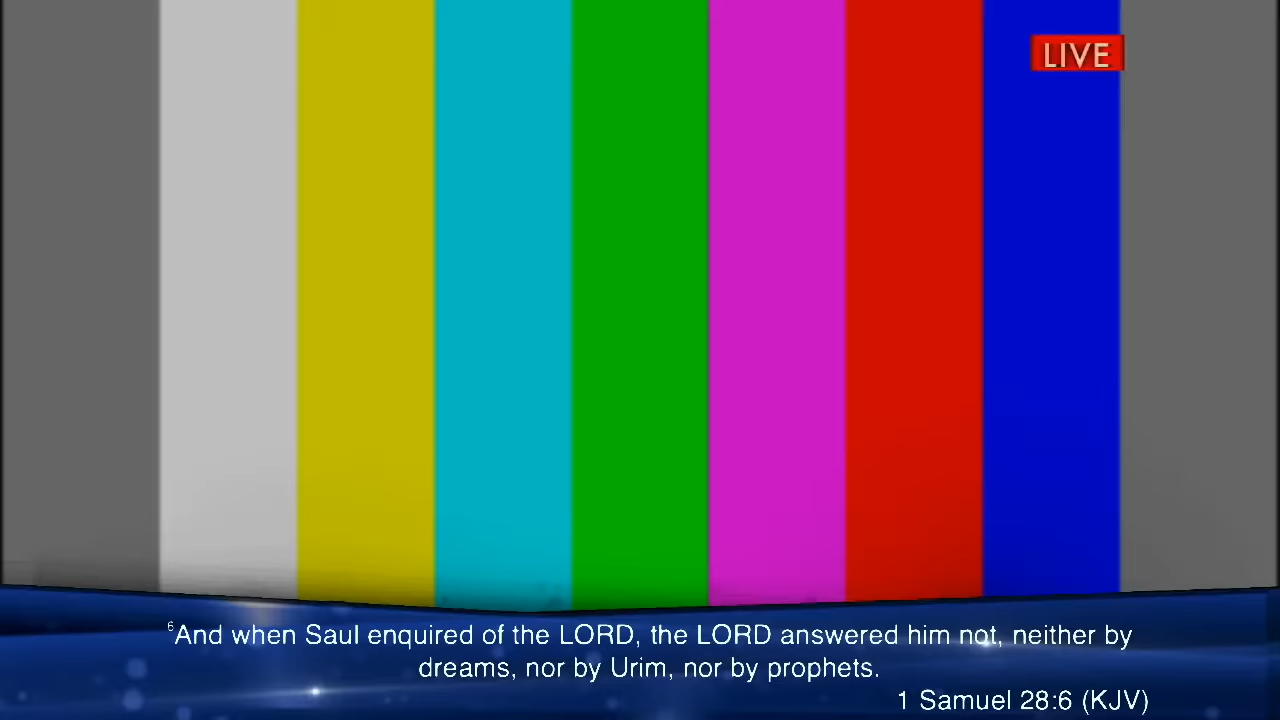 LIVE
⁶And when Saul enquired of the LORD, the LORD answered him not, neither by
dreams, nor by Urim, nor by prophets.
1 Samuel 28:6 (KJV)